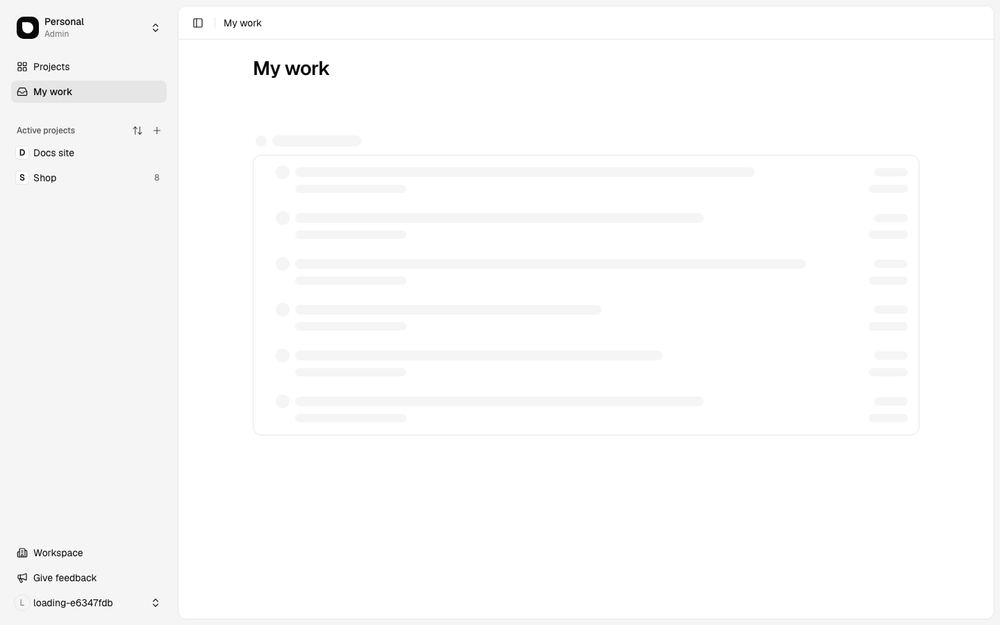 Personal
Admin
Projects
My work
Active projects
D Docs site
S Shop 8
Workspace
Give feedback
L loading-e6347fdb
My work
My work